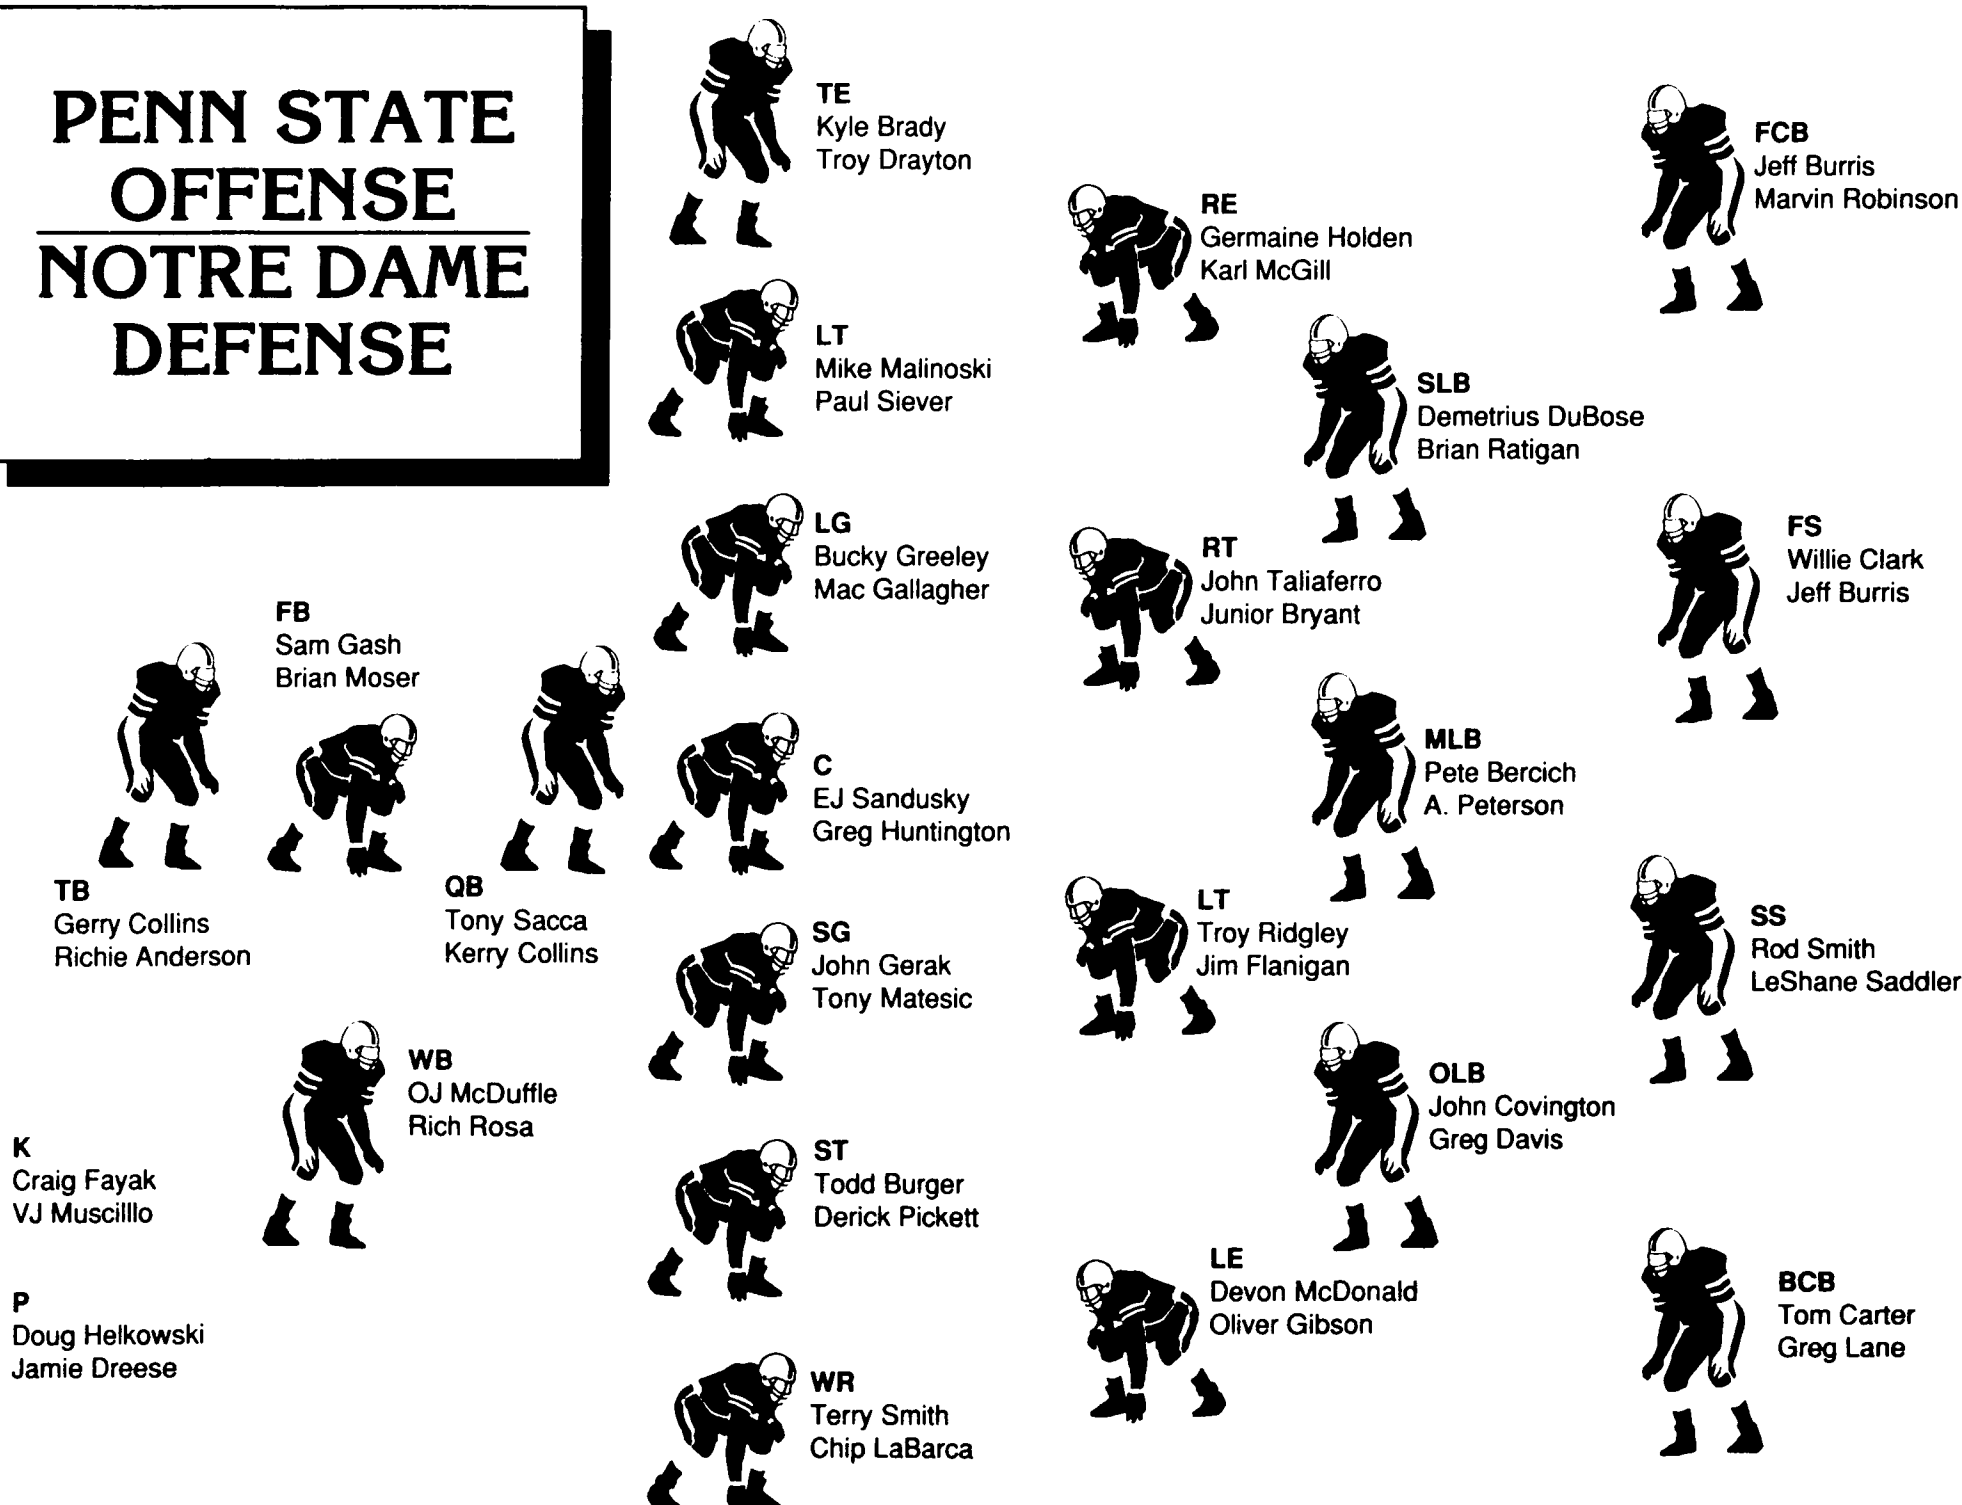 PENN STATE
OFFENSE
NOTRE DAME
DEFENSE
TE
Kyle Brady
Troy Drayton
LT
Mike Malinoski
Paul Siever
LG
Bucky Greeley
Mac Gallagher
FB
Sam Gash
Brian Moser
C
EJ Sandusky
Greg Huntington
TB
Gerry Collins
Richie Anderson
QB
Tony Sacca
Kerry Collins
SG
John Gerak
Tony Matesic
WB
OJ McDuffle
Rich Rosa
K
Craig Fayak
VJ Muscilllo
ST
Todd Burger
Derick Pickett
P
Doug Helkowski
Jamie Dreese
WR
Terry Smith
Chip LaBarca
RE
Germaine Holden
Karl McGill
RT
John Taliaferro
Junior Bryant
LT
Troy Ridgley
Jim Flanigan
LE
Devon McDonald
Oliver Gibson
SLB
Demetrius DuBose
Brian Ratigan
MLB
Pete Bercich
A. Peterson
OLB
John Covington
Greg Davis
FCB
Jeff Burris
Marvin Robinson
FS
Willie Clark
Jeff Burris
SS
Rod Smith
LeShane Saddler
BCB
Tom Carter
Greg Lane